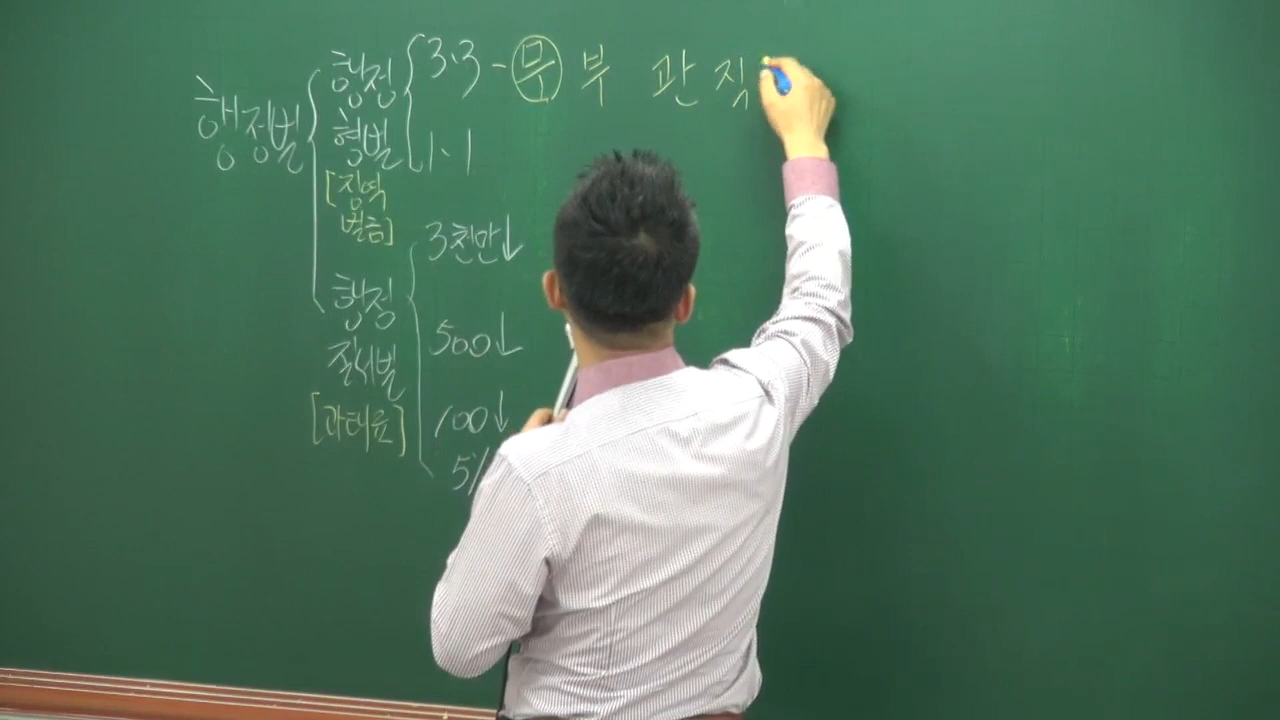 행정벌
행정
형벌
[징역
벌금]
3·3 - 무 부 관 직
1·1
행정
질서벌
[과태료]
3천만↓
500↓
100↓
5/